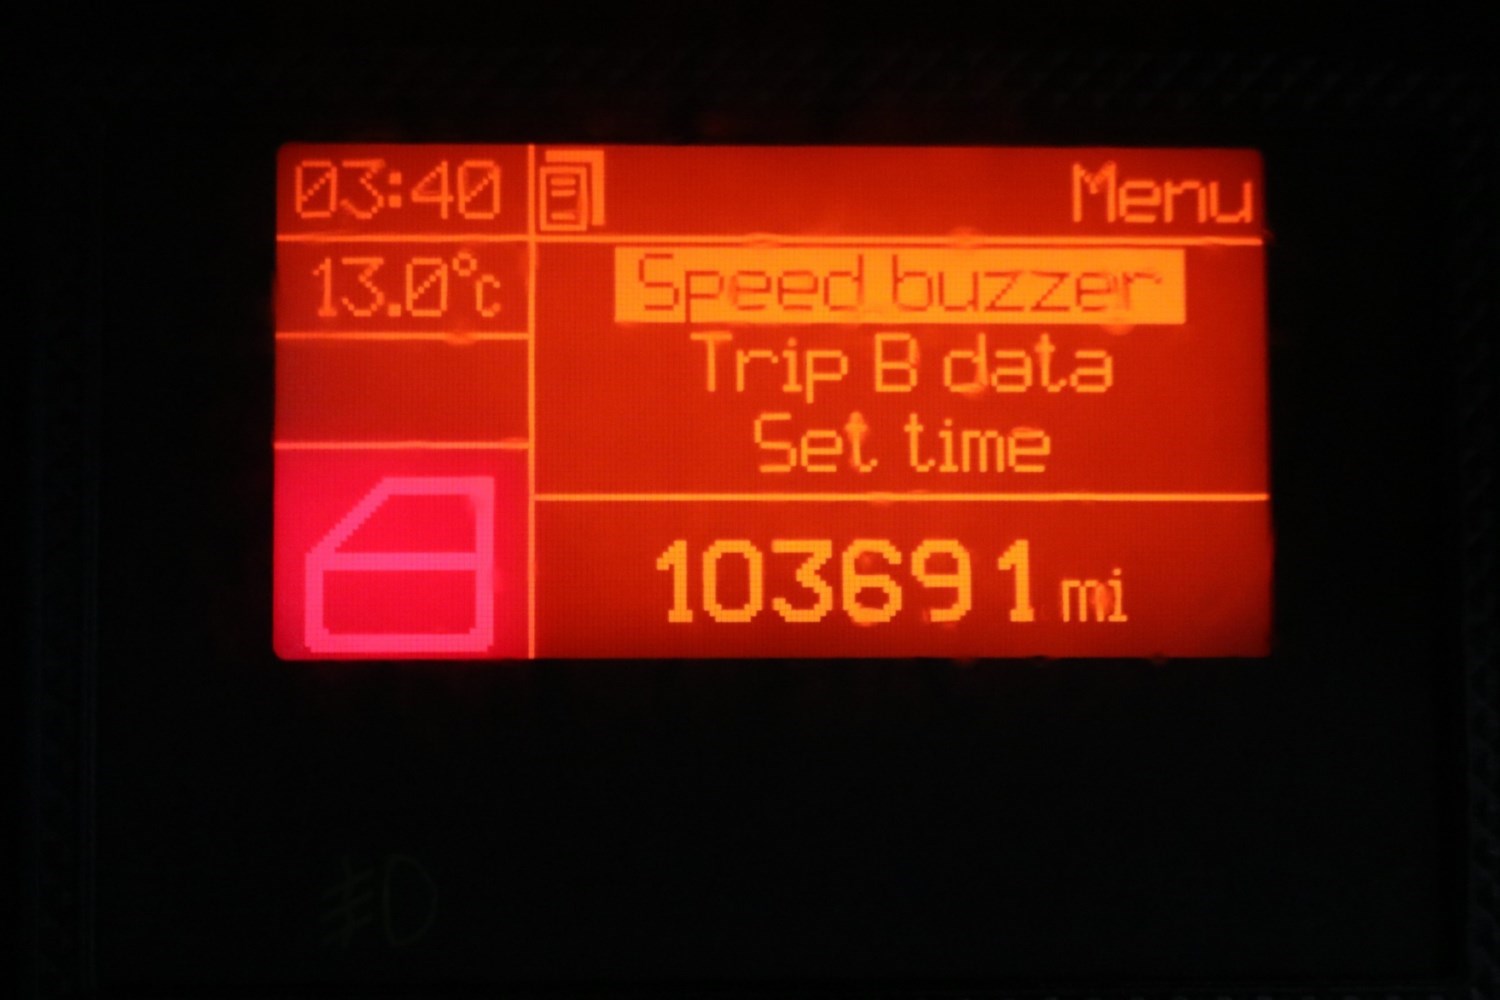 03:40
Menu
13.0°c
Speed buzzer
Trip B data
Set time
103691 mi